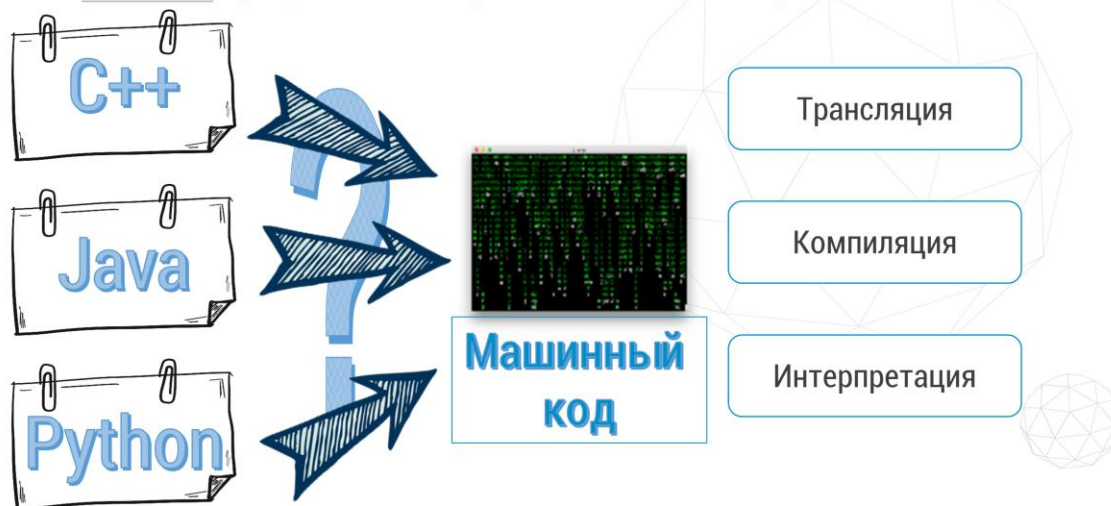 C++
Java
Python
Машинный
код
Трансляция
Компиляция
Интерпретация